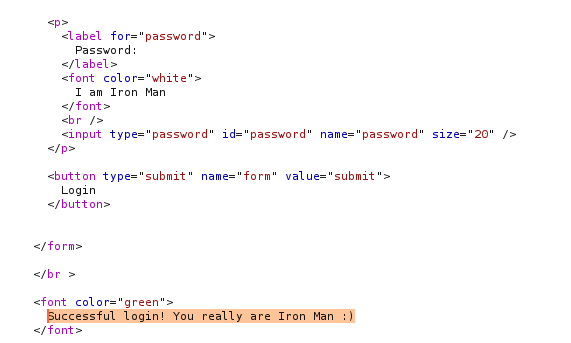 <p>
<label for="password">
Password:
</label>
<font color="white">
I am Iron Man
</font>
<br />
<input type="password" id="password" name="password" size="20" />
</p>
<button type="submit" name="form" value="submit">
Login
</button>
</form>
</br >
<font color="green">
Successful login! You really are Iron Man :)
</font>